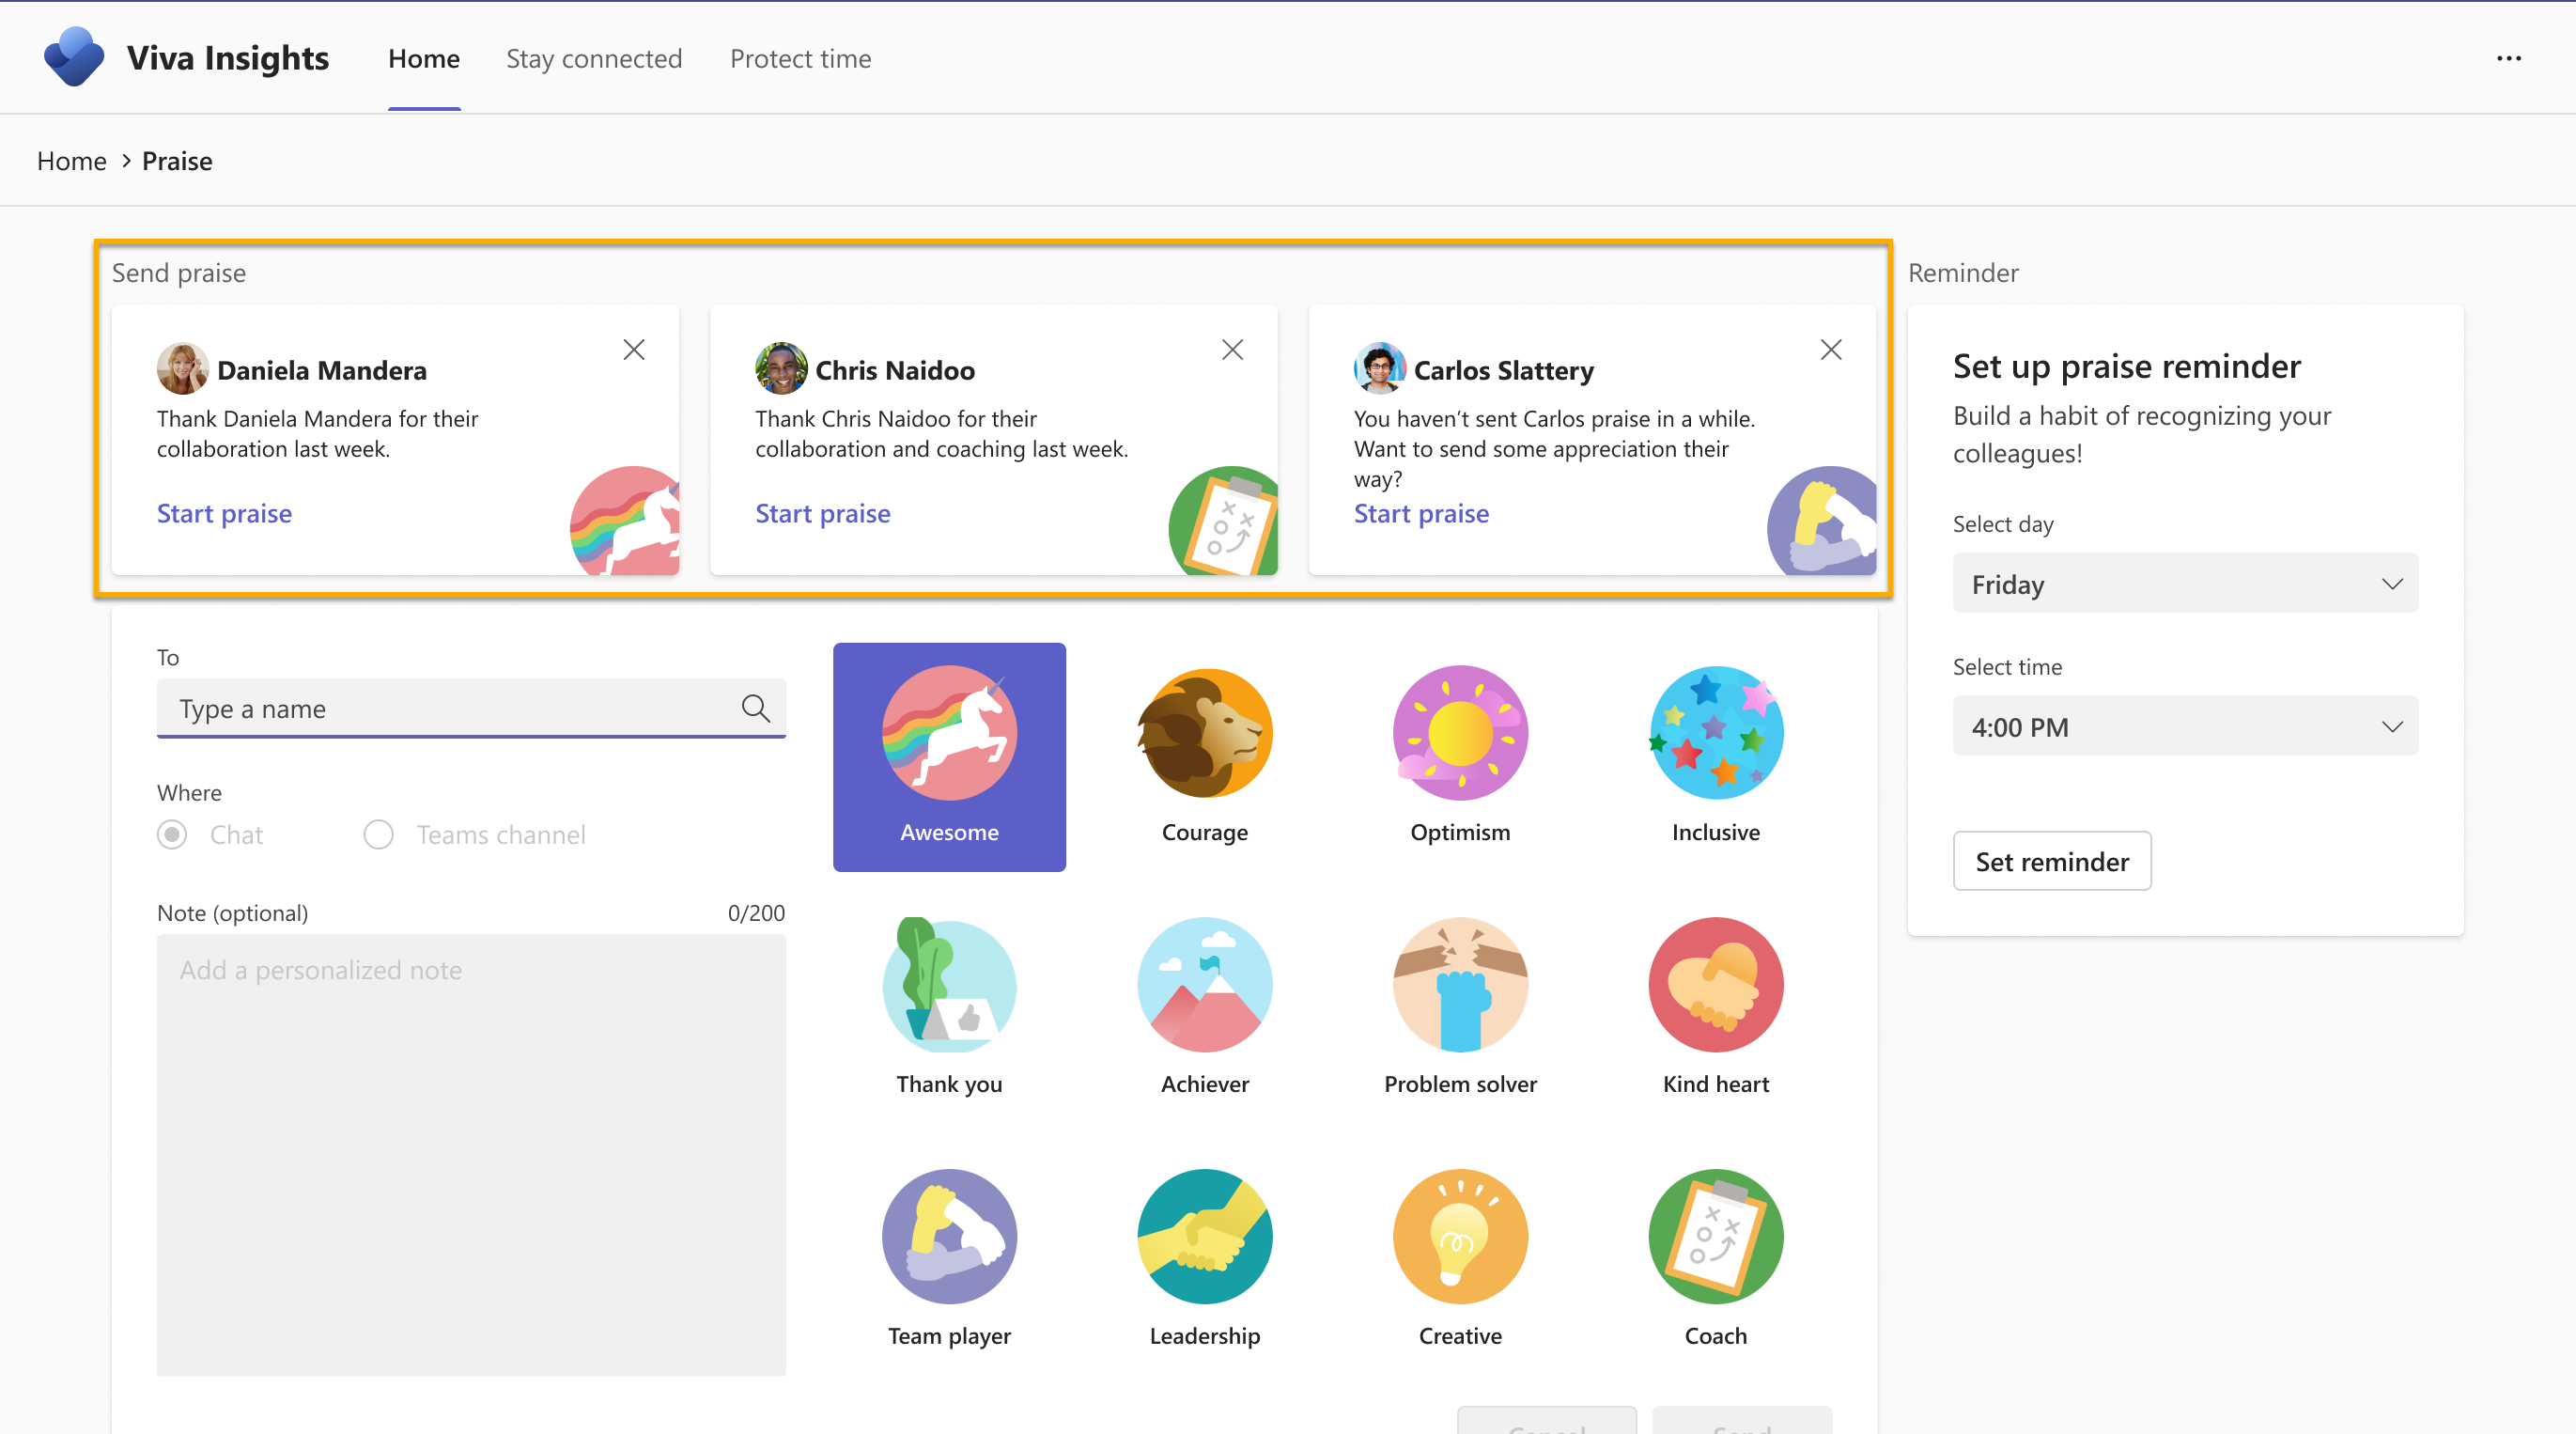 Viva Insights
Home
Stay connected
Protect time
Home > Praise
Send praise
Daniela Mandera
Thank Daniela Mandera for their
collaboration last week.
Start praise
Chris Naidoo
Thank Chris Naidoo for their
collaboration and coaching last week.
Start praise
Carlos Slattery
You haven’t sent Carlos praise in a while.
Want to send some appreciation their
way?
Start praise
Reminder
Set up praise reminder
Build a habit of recognizing your
colleagues!
Select day
Friday
Select time
4:00 PM
Set reminder
To
Type a name
Where
Chat
Teams channel
Note (optional)
0/200
Add a personalized note
Awesome
Courage
Optimism
Inclusive
Thank you
Achiever
Problem solver
Kind heart
Team player
Leadership
Creative
Coach
Cancel
Send